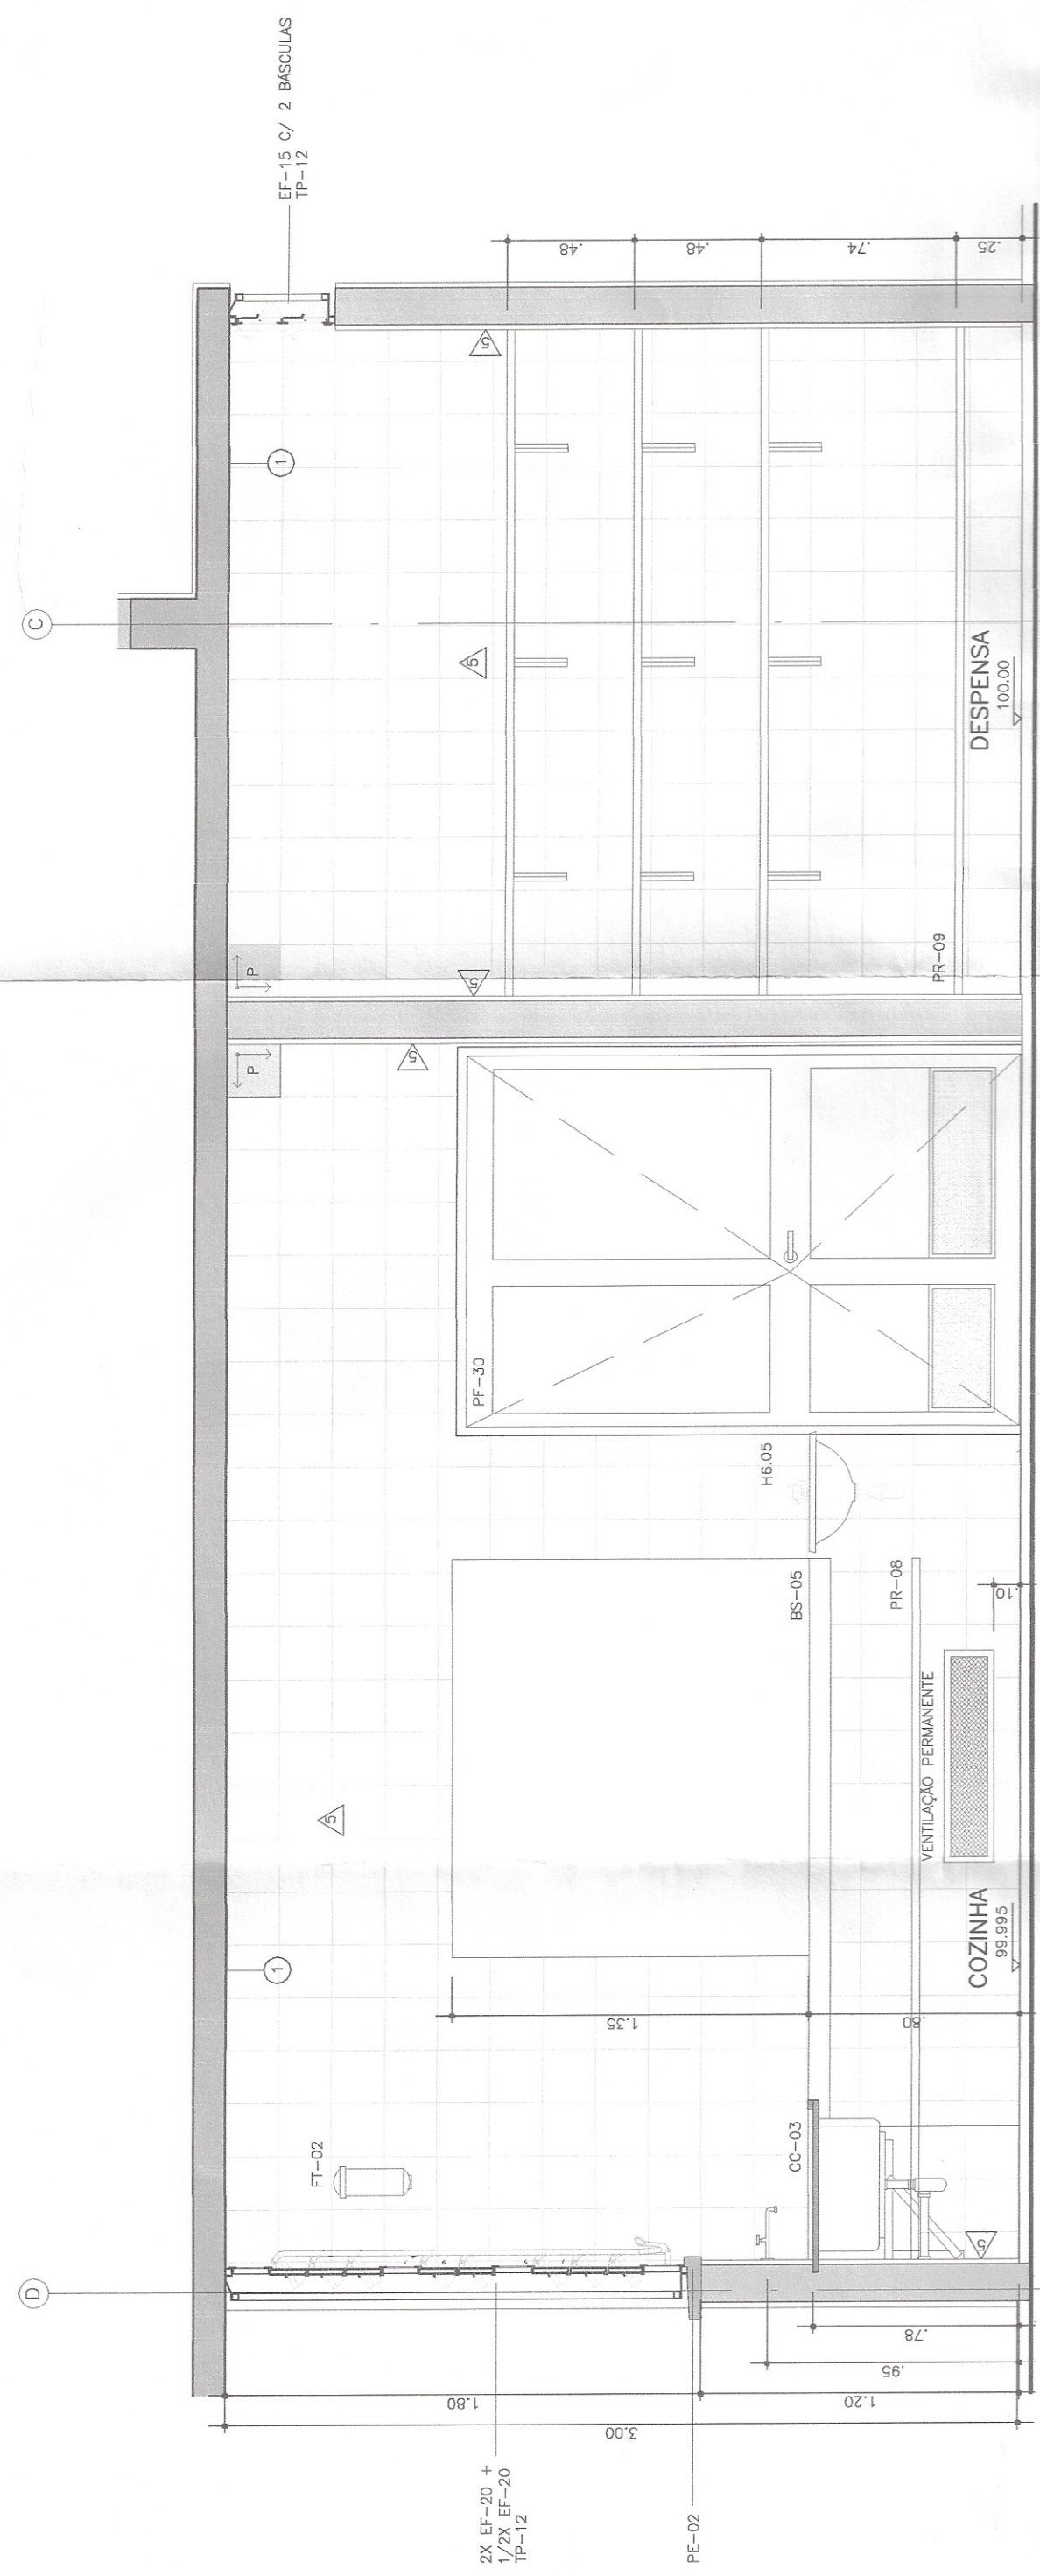 D
C
2X EF-20 +
1/2X EF-20
TP-12
PE-02
3.00
1.80
1.20
.95
.78
FT-02
CC-03
5
1
1.35
.80
COZINHA
99.995
5
VENTILAÇÃO PERMANENTE
BS-05
PR-08
.10
H6.05
PF-30
5
P
P
5
PR-09
5
1
DESPENSA
100.00
5
.48
.48
.74
.25
EF-15 C/ 2 BÁSCULAS
TP-12